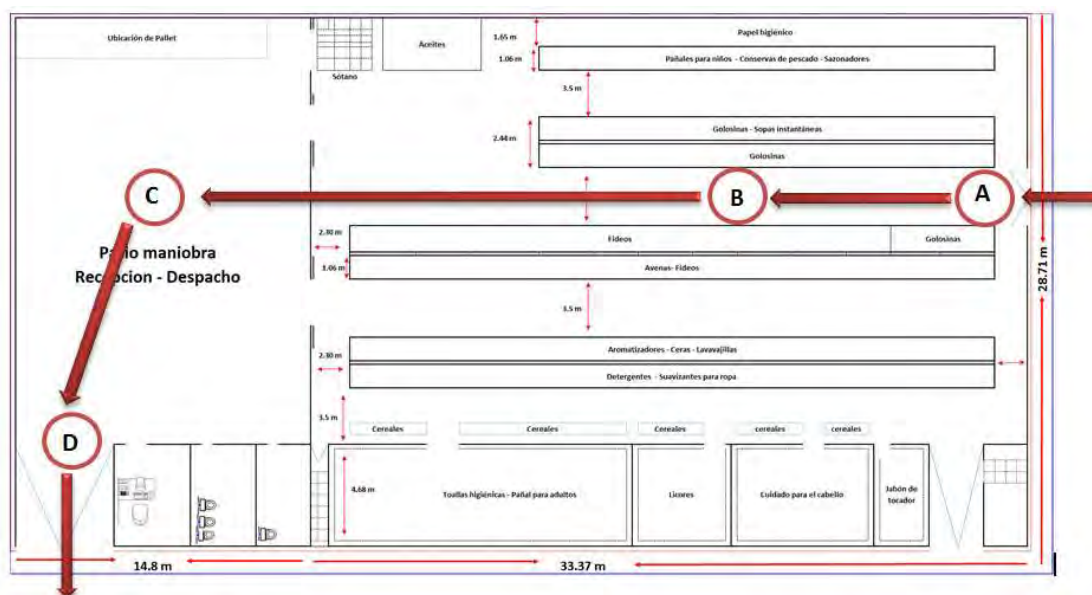 Ubicación de Pallet
Sótano
Aceites
1.65 m
Papel higiénico
1.06 m
Pañales para niños - Conservas de pescado - Sazonadores
3.5 m
2.44 m
Golosinas - Sopas instantáneas
Golosinas
C
B
A
2.30 m
Fideos
Golosinas
1.06 m
Avenas- Fideos
Patio maniobra
Recepcion - Despacho
28.71 m
3.5 m
2.30 m
Aromatizadores - Ceras - Lavavajillas
Detergentes - Suavizantes para ropa
3.5 m
D
Cereales
Cereales
Cereales
cereales
cereales
4.68 m
Toallas higiénicas - Pañal para adultos
Licores
Cuidado para el cabello
Jabón de
tocador
14.8 m
33.37 m